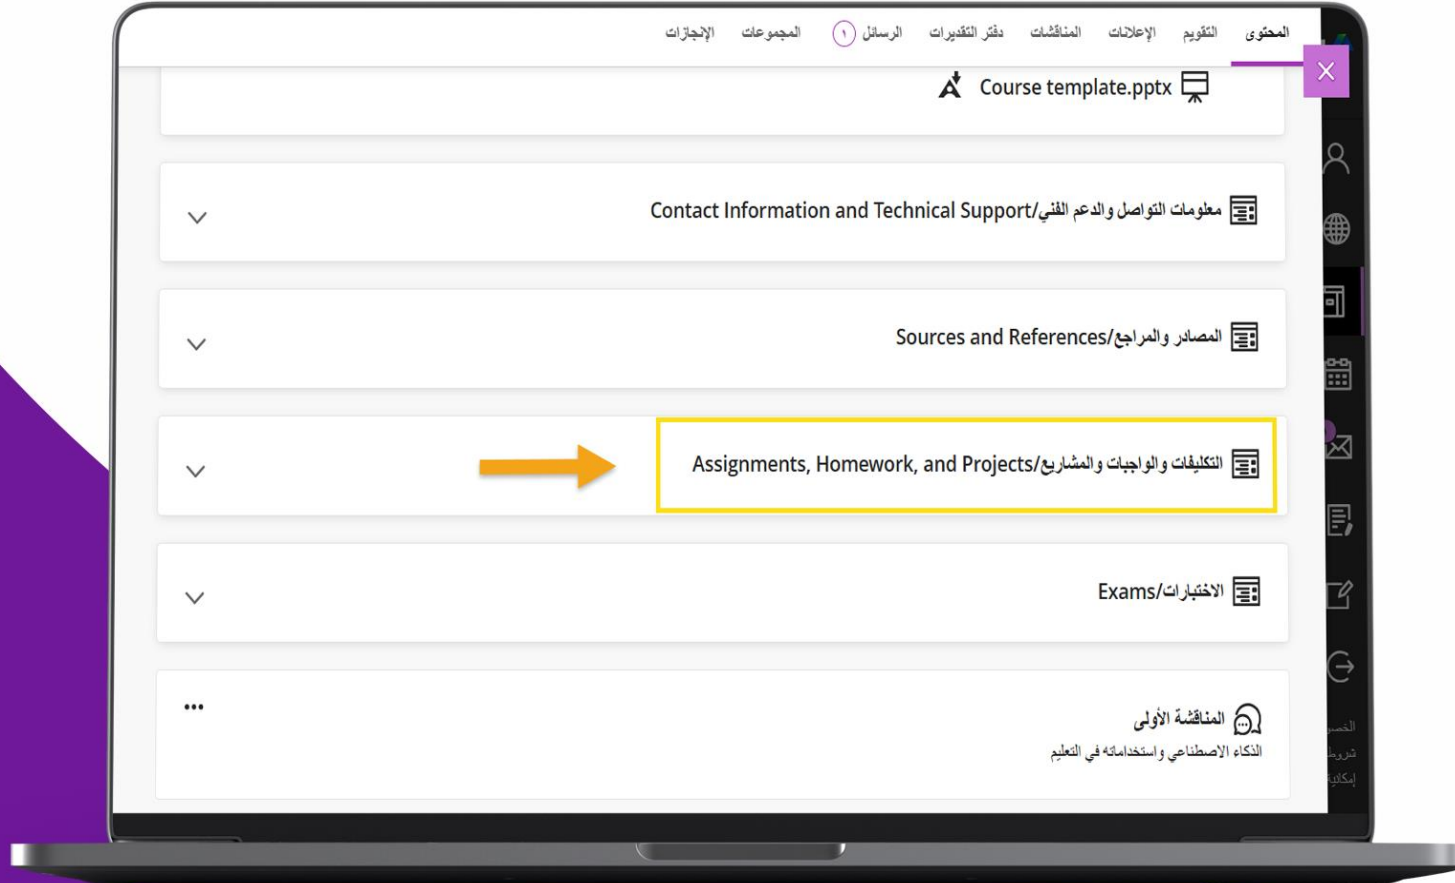 المحتوى التقويم الإعلانات المناقشات دفتر التقديرات الرسائل ١ المجموعات الإنجازات
Course template.pptx
معلومات التواصل والدعم الفني/Contact Information and Technical Support
المصادر والمراجع/Sources and References
التكليفات والواجبات والمشاريع/Assignments, Homework, and Projects
الاختبارات/Exams
المناقشة الأولى
الذكاء الاصطناعي واستخداماته في التعليم
شروط
إمكانية